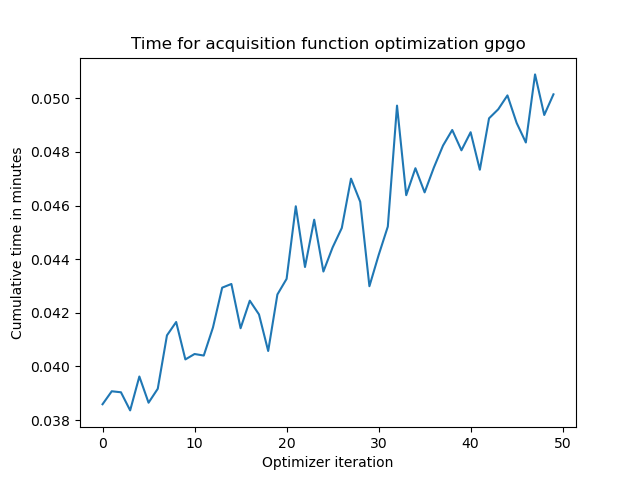 Time for acquisition function optimization gpgo
0.050
0.048
0.046
0.044
0.042
0.040
0.038
Cumulative time in minutes
0 10 20 30 40 50
Optimizer iteration